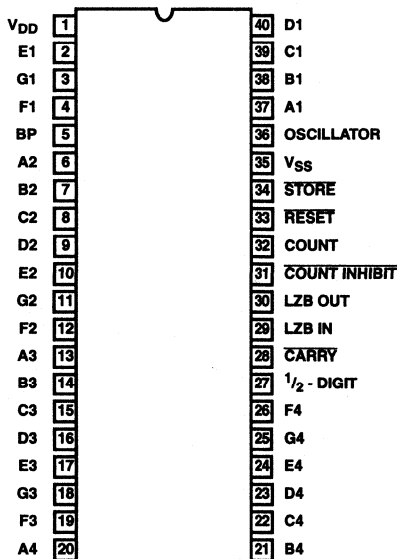 VDD 1 40 D1
E1 2 39 C1
G1 3 38 B1
F1 4 37 A1
BP 5 36 OSCILLATOR
A2 6 35 VSS
B2 7 34 STORE
C2 8 33 RESET
D2 9 32 COUNT
E2 10 31 COUNT INHIBIT
G2 11 30 LZB OUT
F2 12 29 LZB IN
A3 13 28 CARRY
B3 14 27 1/2 - DIGIT
C3 15 26 F4
D3 16 25 G4
E3 17 24 E4
G3 18 23 D4
F3 19 22 C4
A4 20 21 B4